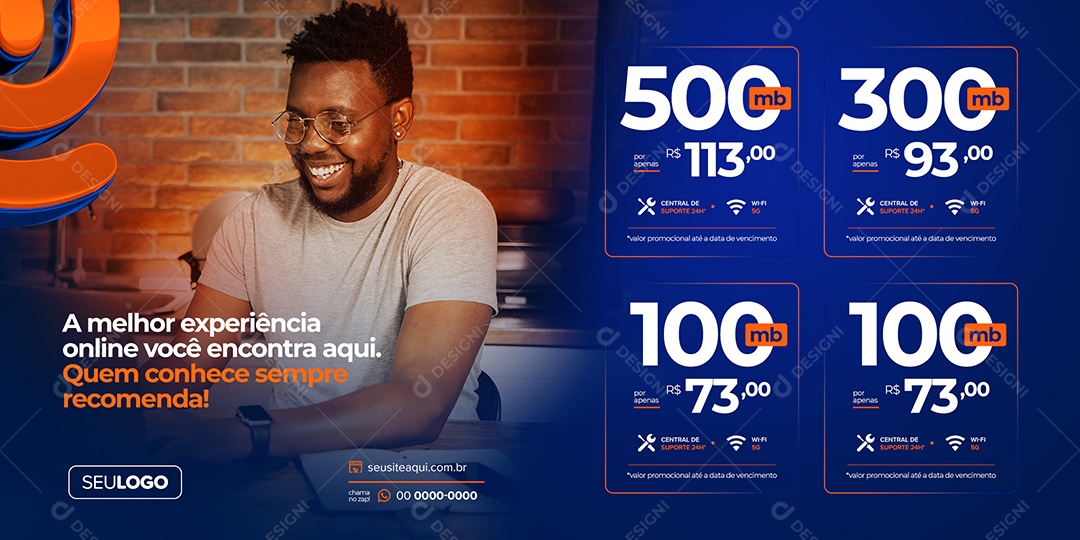 A melhor experiência
online você encontra aqui.
Quem conhece sempre
recomenda!
SEULOGO
seusiteaqui.com.br
chama
no zap!
00 0000-0000
500 mb
por
apenas
R$ 113,00
CENTRAL DE
SUPORTE 24H*
WI-FI
5G
*valor promocional até a data de vencimento
300 mb
por
apenas
R$ 93,00
CENTRAL DE
SUPORTE 24H*
WI-FI
5G
*valor promocional até a data de vencimento
100 mb
por
apenas
R$ 73,00
CENTRAL DE
SUPORTE 24H*
WI-FI
5G
*valor promocional até a data de vencimento
100 mb
por
apenas
R$ 73,00
CENTRAL DE
SUPORTE 24H*
WI-FI
5G
*valor promocional até a data de vencimento
DESIGNI